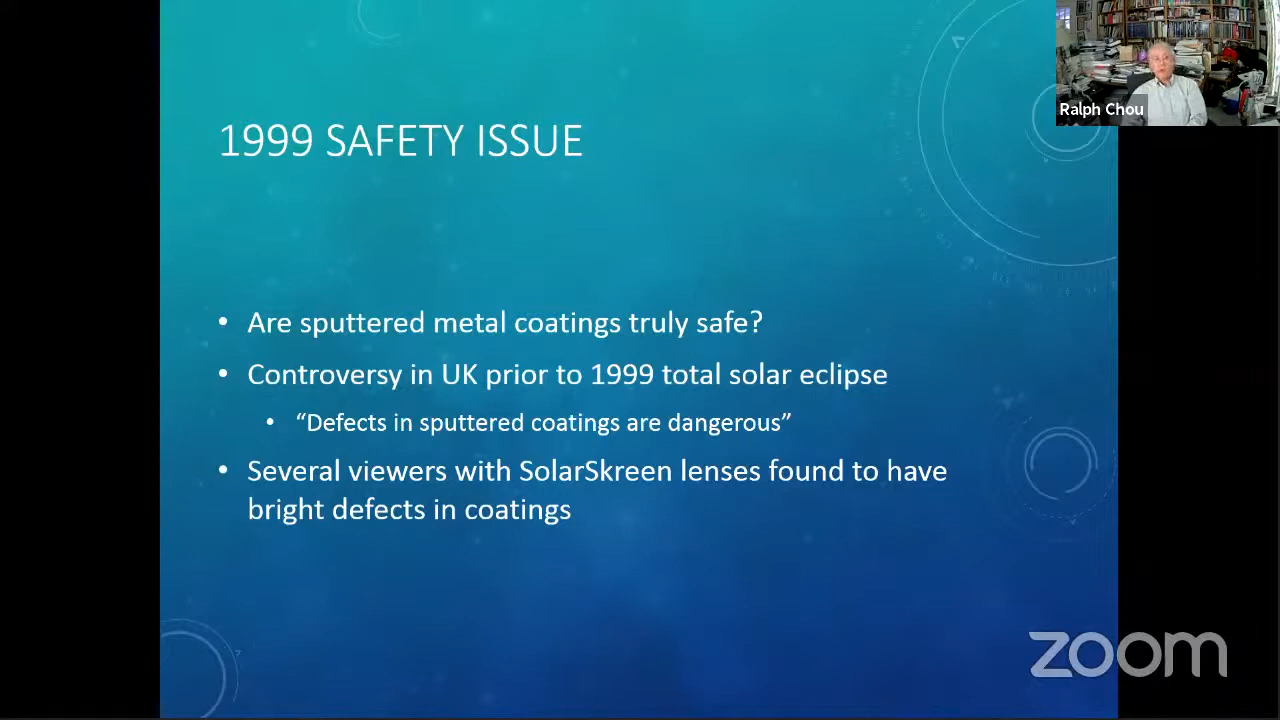 Ralph Chou
1999 SAFETY ISSUE
• Are sputtered metal coatings truly safe?
• Controversy in UK prior to 1999 total solar eclipse
• “Defects in sputtered coatings are dangerous”
• Several viewers with SolarSkreen lenses found to have
bright defects in coatings
zoom